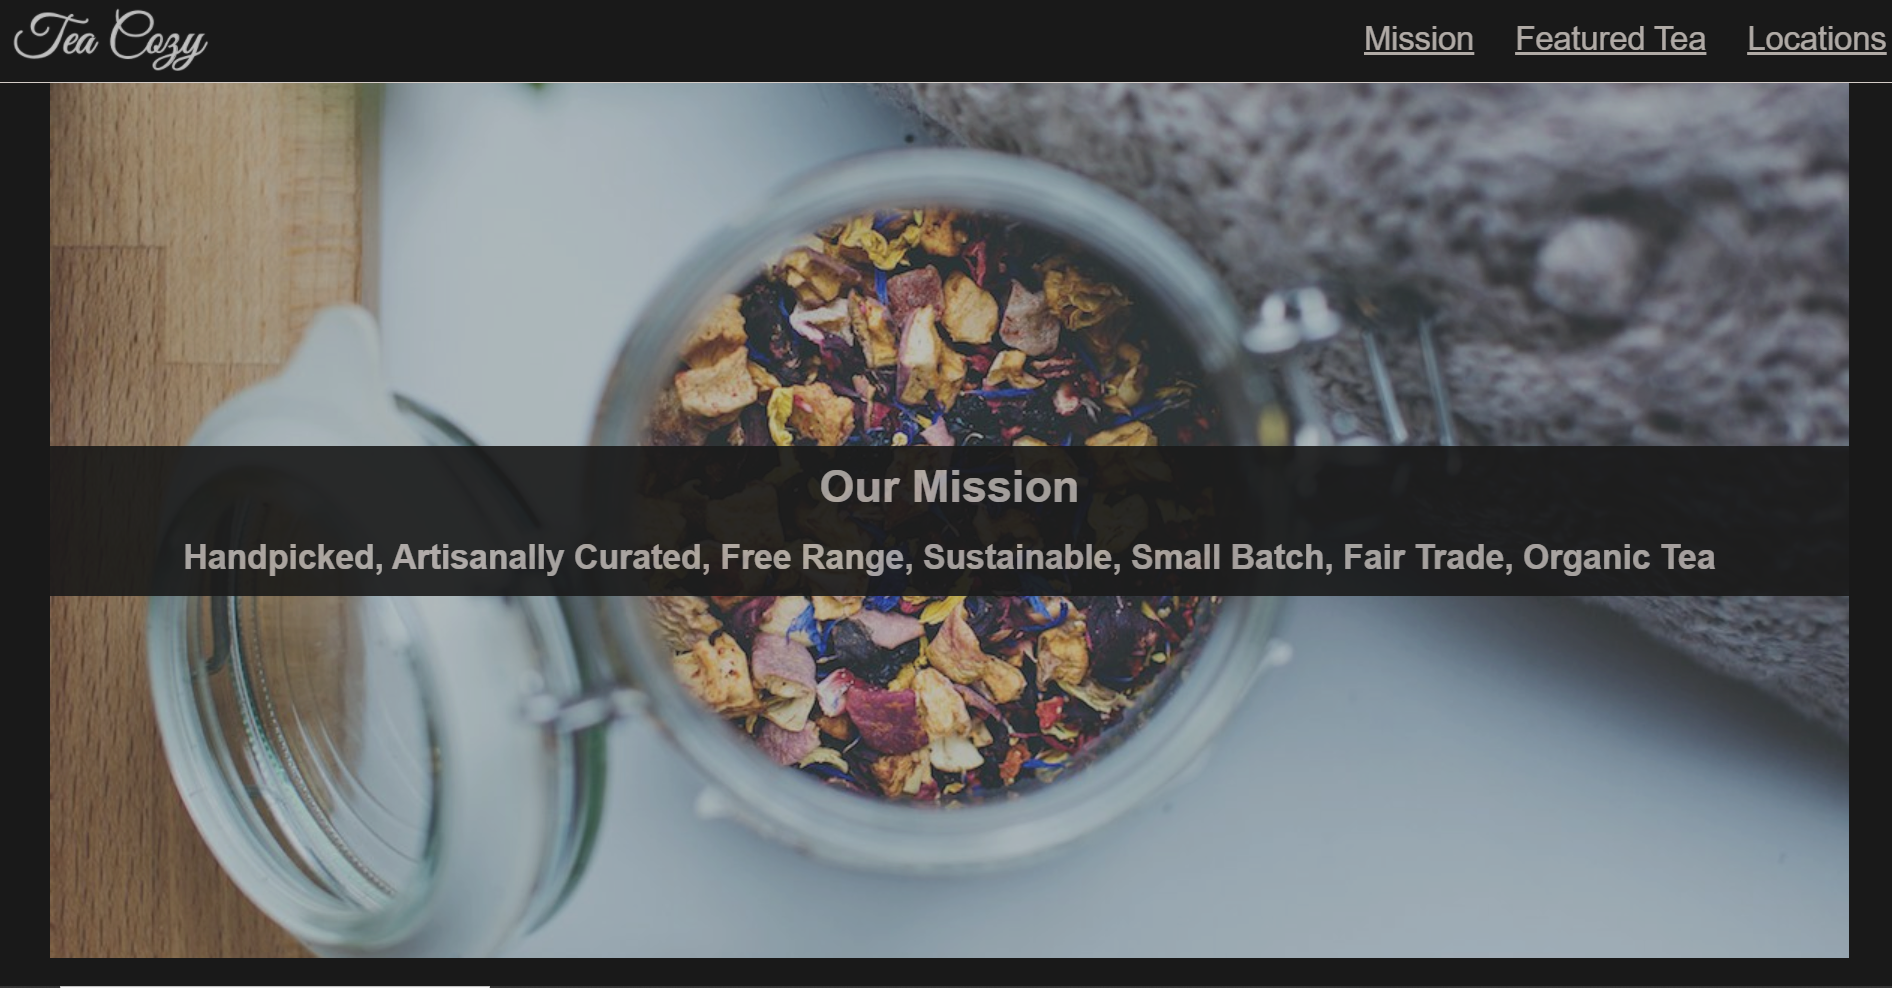 Tea Cozy
Mission Featured Tea Locations
Our Mission
Handpicked, Artisanally Curated, Free Range, Sustainable, Small Batch, Fair Trade, Organic Tea